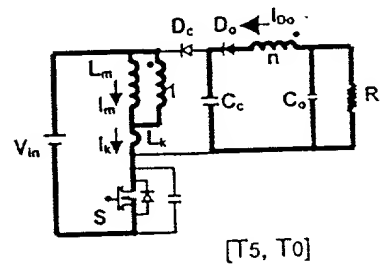 Dc Do IDo
Lm 1 n
Im Cc Co R
Ik Lk
Vin
S
[T5, T0]